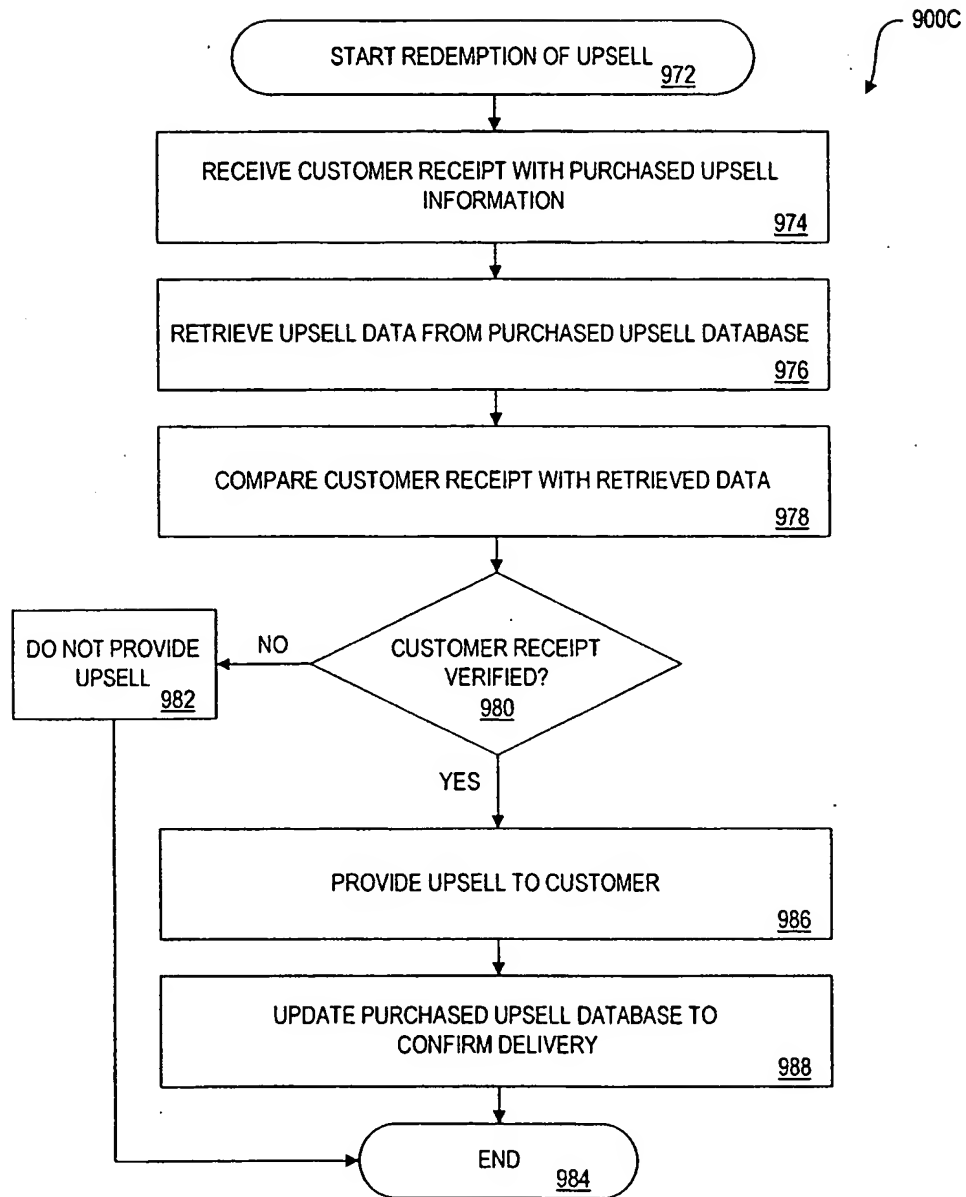 900C
START REDEMPTION OF UPSELL
972
RECEIVE CUSTOMER RECEIPT WITH PURCHASED UPSELL
INFORMATION
974
RETRIEVE UPSELL DATA FROM PURCHASED UPSELL DATABASE
976
COMPARE CUSTOMER RECEIPT WITH RETRIEVED DATA
978
CUSTOMER RECEIPT
VERIFIED?
980
NO
DO NOT PROVIDE
UPSELL
982
YES
PROVIDE UPSELL TO CUSTOMER
986
UPDATE PURCHASED UPSELL DATABASE TO
CONFIRM DELIVERY
988
END
984